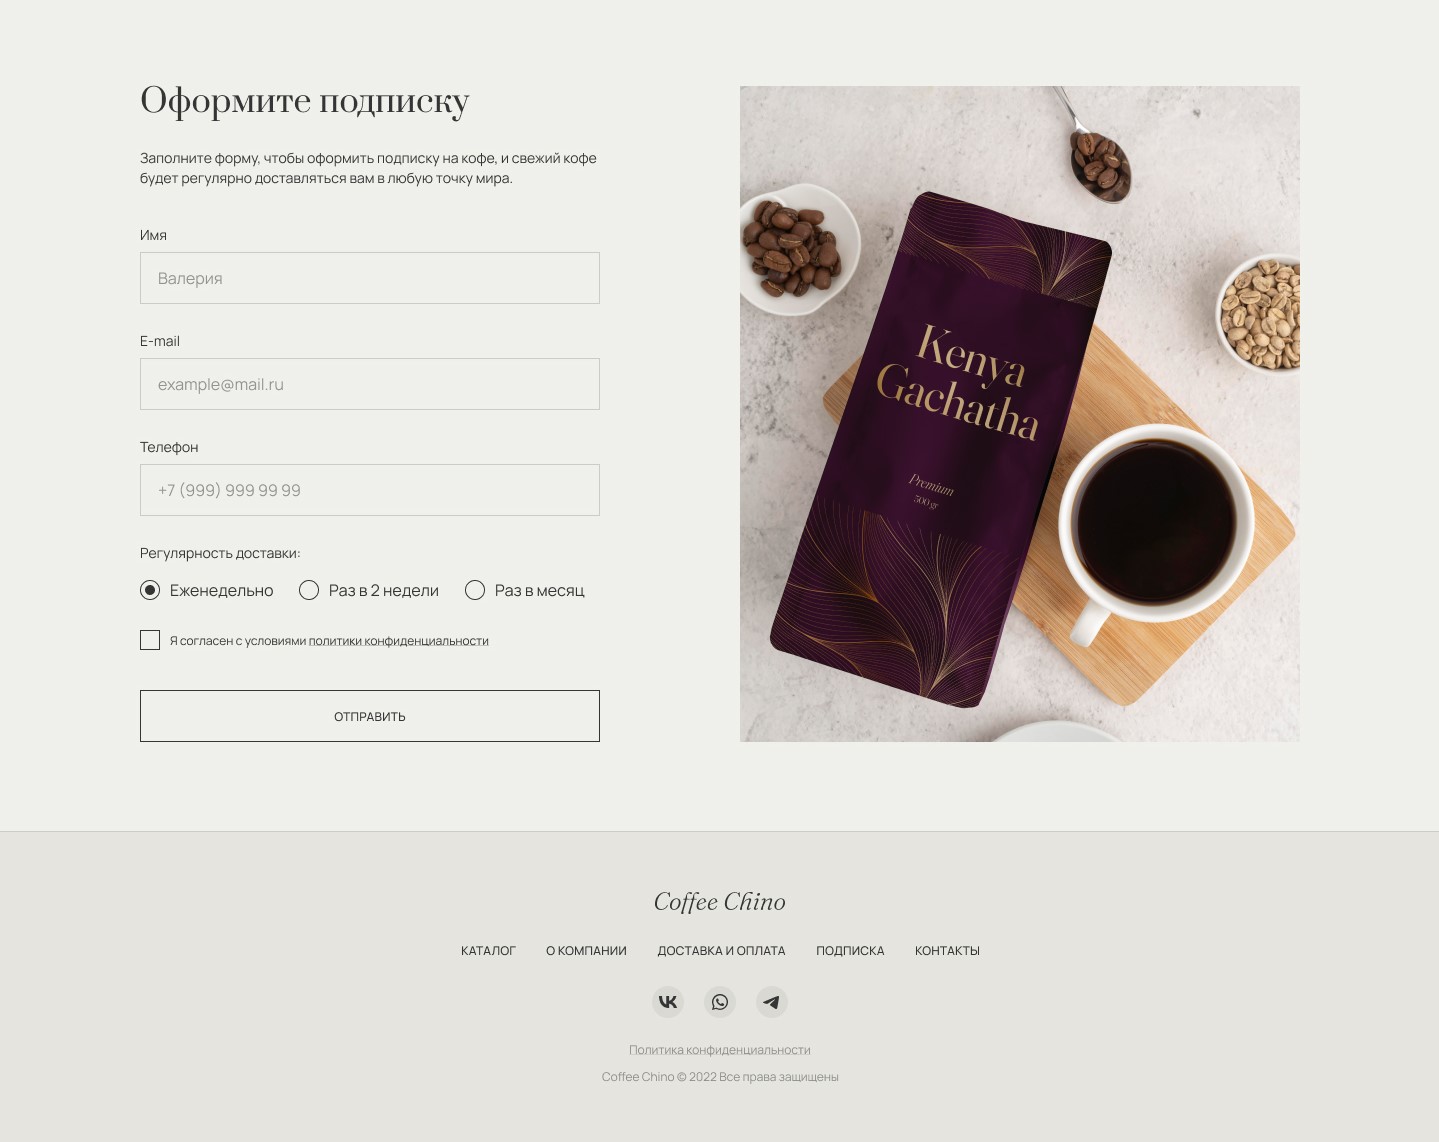 Оформите подписку
Заполните форму, чтобы оформить подписку на кофе, и свежий кофе
будет регулярно доставляться вам в любую точку мира.
Имя
Валерия
E-mail
example@mail.ru
Телефон
+7 (999) 999 99 99
Регулярность доставки:
Еженедельно Раз в 2 недели Раз в месяц
Я согласен с условиями политики конфиденциальности
ОТПРАВИТЬ
Kenya
Gachatha
Premium
500 gr
Coffee Chino
КАТАЛОГ О КОМПАНИИ ДОСТАВКА И ОПЛАТА ПОДПИСКА КОНТАКТЫ
Политика конфиденциальности
Coffee Chino © 2022 Все права защищены